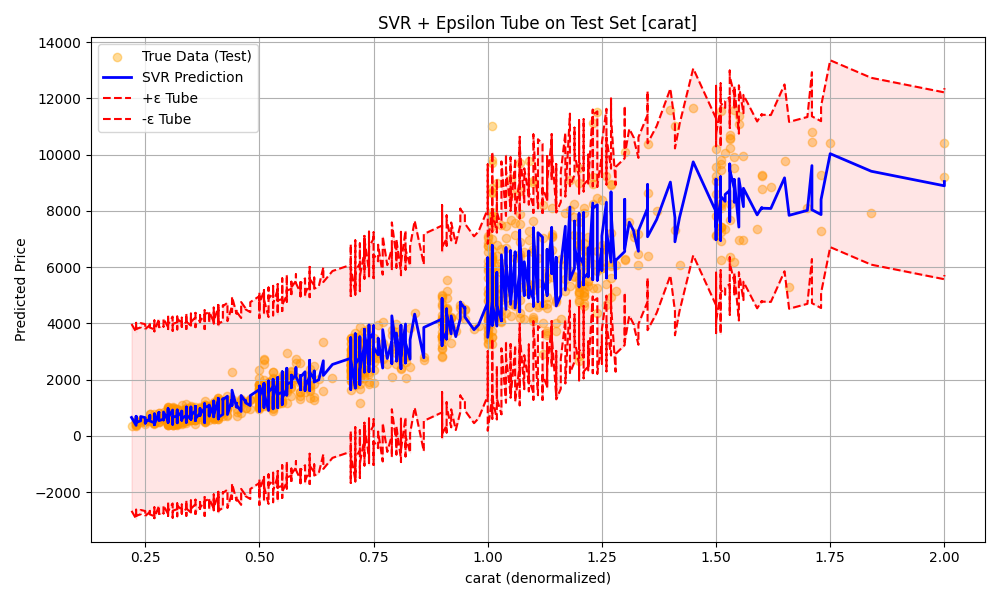 SVR + Epsilon Tube on Test Set [carat]
True Data (Test)
SVR Prediction
+ε Tube
-ε Tube
Predicted Price
14000
12000
10000
8000
6000
4000
2000
0
−2000
0.25
0.50
0.75
1.00
1.25
1.50
1.75
2.00
carat (denormalized)